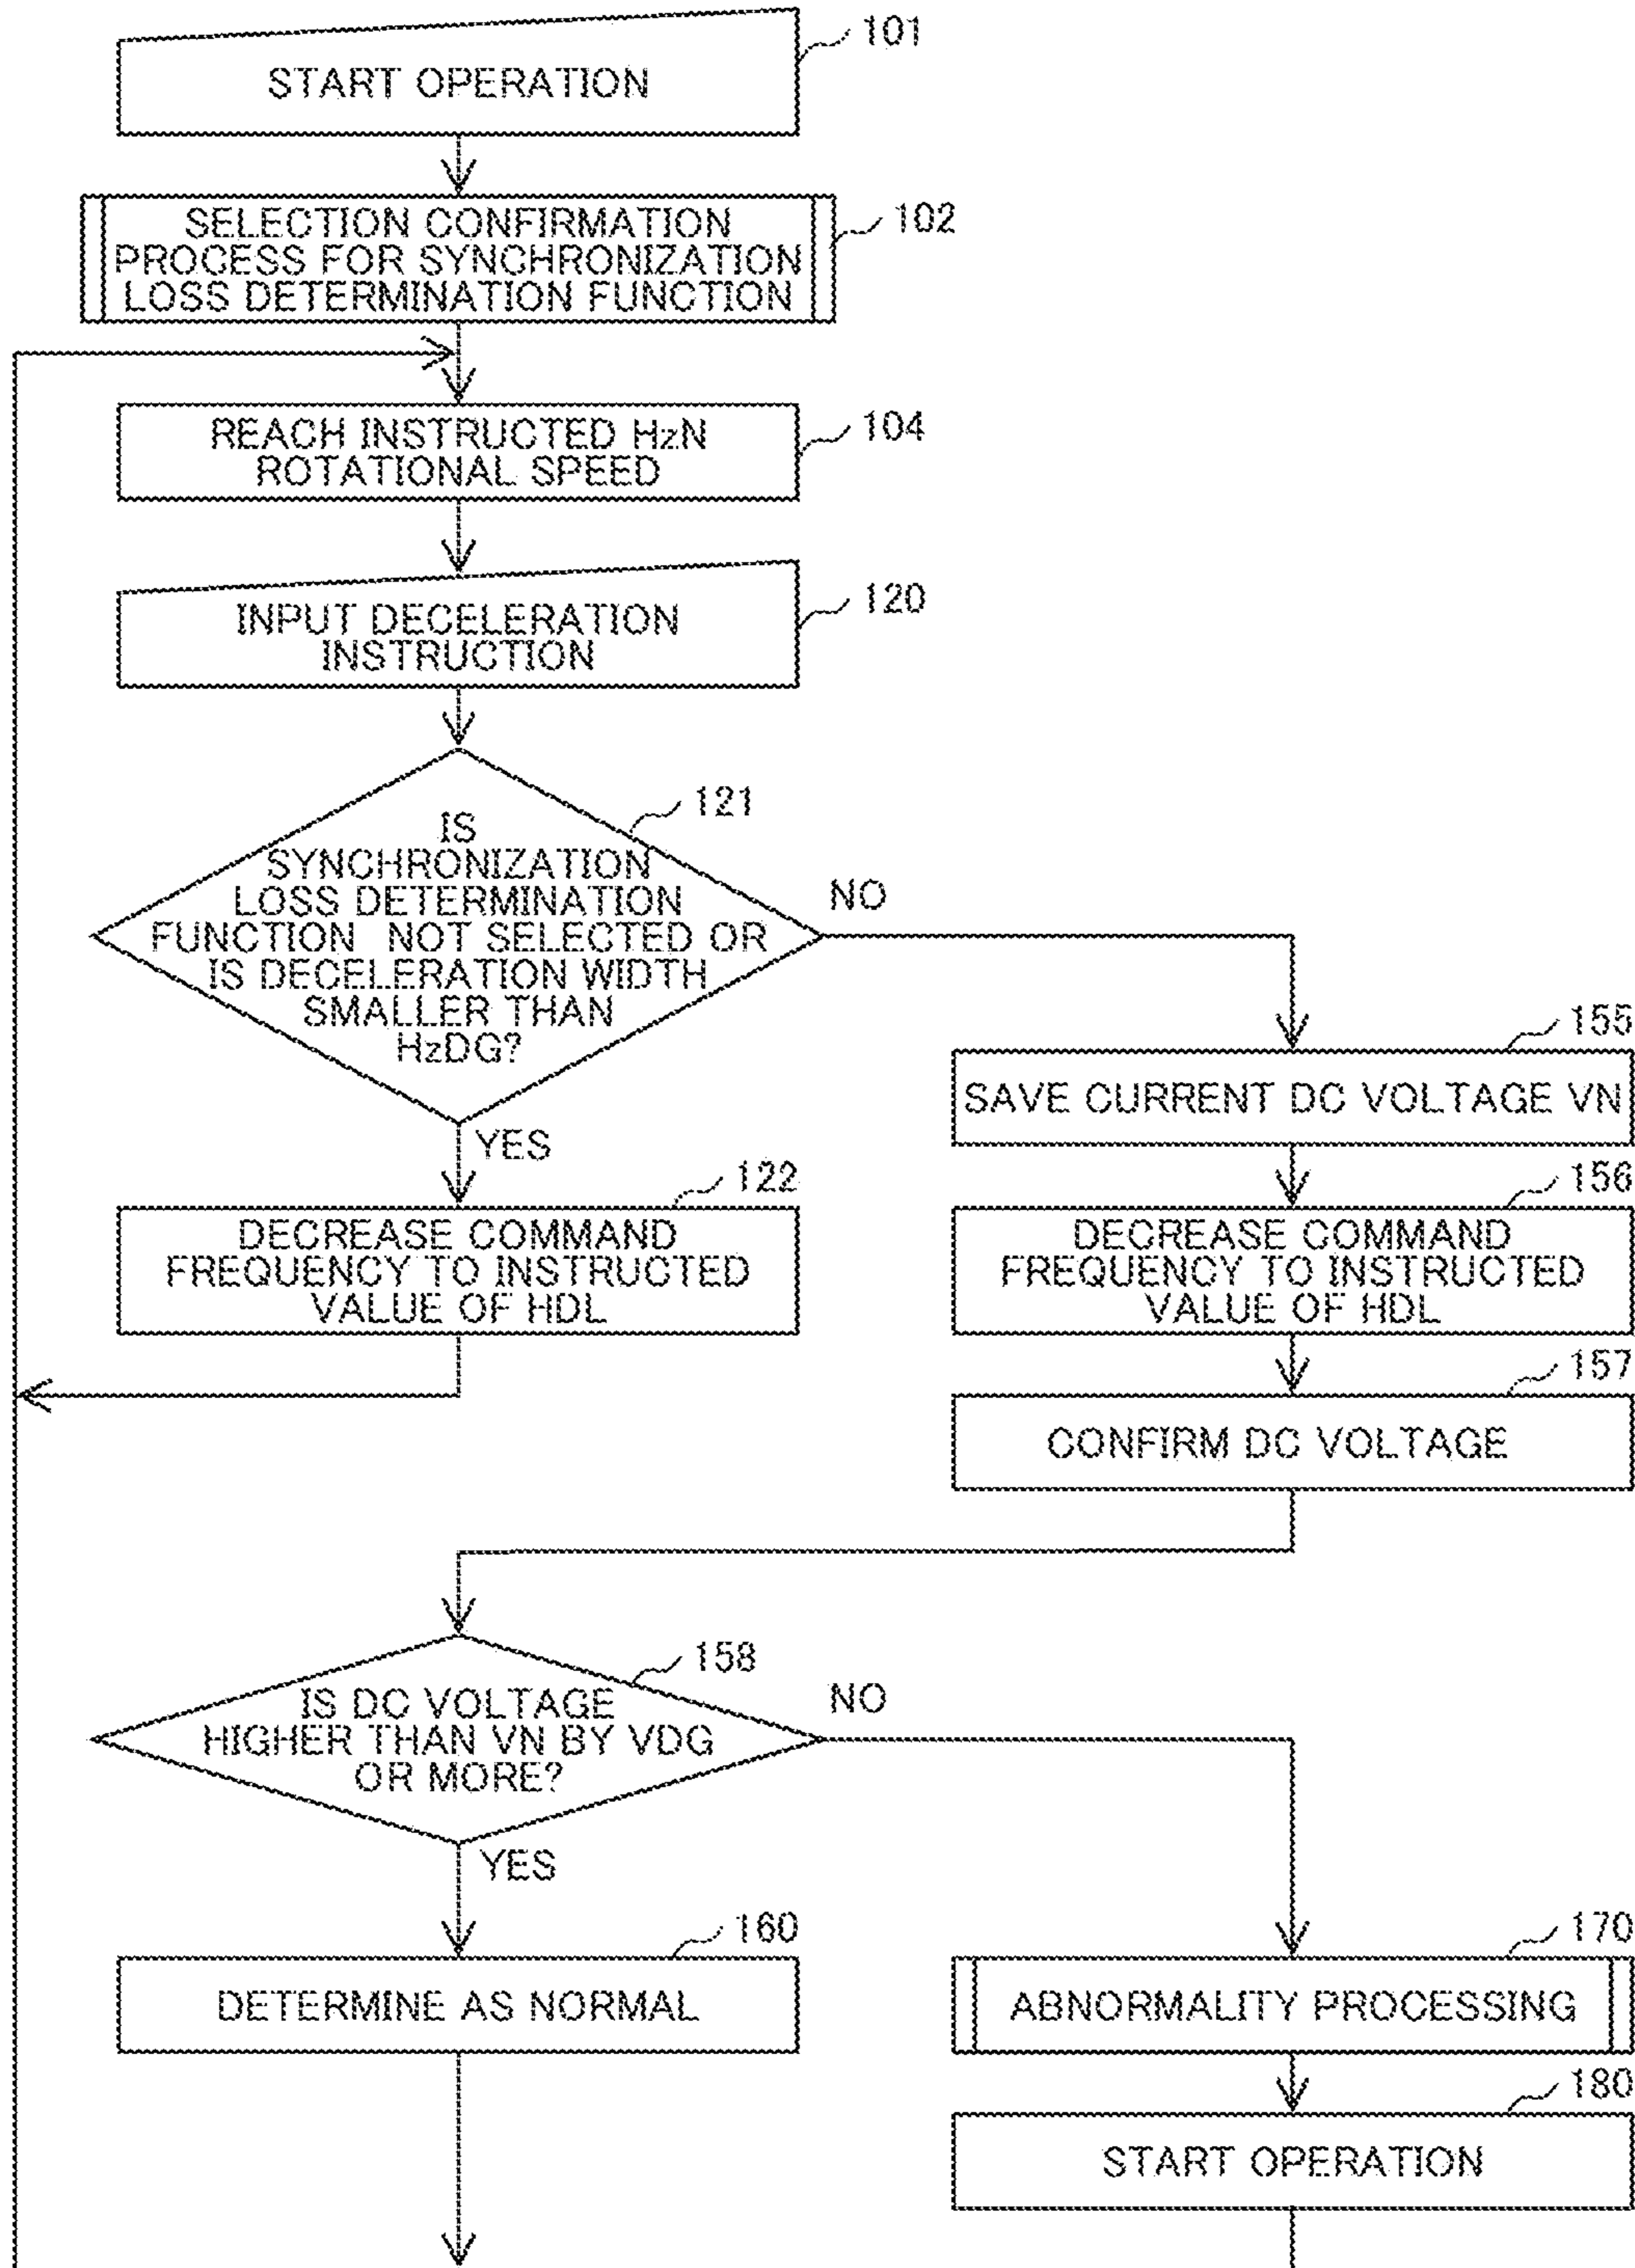 START OPERATION
101
SELECTION CONFIRMATION
PROCESS FOR SYNCHRONIZATION
LOSS DETERMINATION FUNCTION
102
REACH INSTRUCTED HzN
ROTATIONAL SPEED
104
INPUT DECELERATION
INSTRUCTION
120
121
IS
SYNCHRONIZATION
LOSS DETERMINATION
FUNCTION NOT SELECTED OR
IS DECELERATION WIDTH
SMALLER THAN
HzDG?
NO
YES
155
SAVE CURRENT DC VOLTAGE VN
122
DECREASE COMMAND
FREQUENCY TO INSTRUCTED
VALUE OF HDL
156
DECREASE COMMAND
FREQUENCY TO INSTRUCTED
VALUE OF HDL
157
CONFIRM DC VOLTAGE
158
IS DC VOLTAGE
HIGHER THAN VN BY VDG
OR MORE?
NO
YES
160
DETERMINE AS NORMAL
170
ABNORMALITY PROCESSING
180
START OPERATION